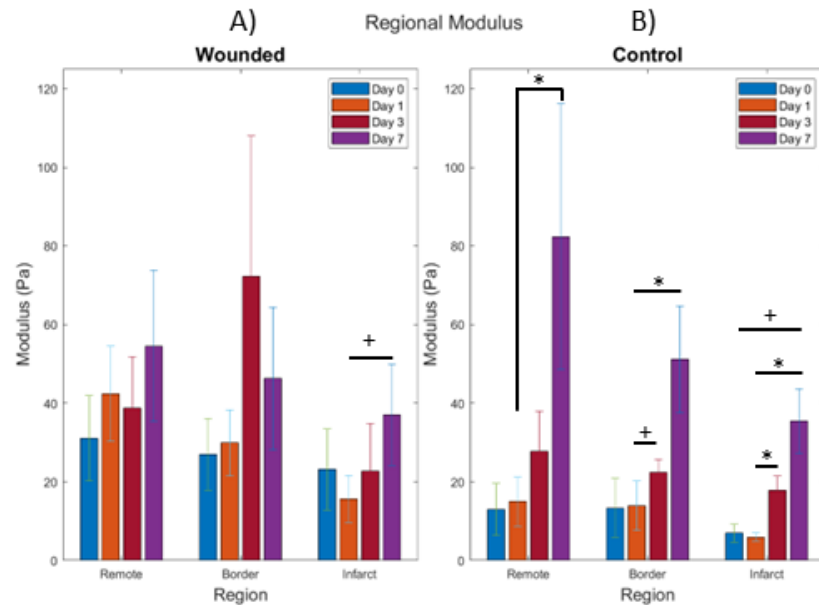 A)
Regional Modulus
B)
Wounded
Control
120
100
80
60
40
20
0
Modulus (Pa)
Day 0
Day 1
Day 3
Day 7
+
Remote
Border
Infarct
Region
120
100
80
60
40
20
0
Modulus (Pa)
Day 0
Day 1
Day 3
Day 7
*
*
+
+
*
*
Remote
Border
Infarct
Region